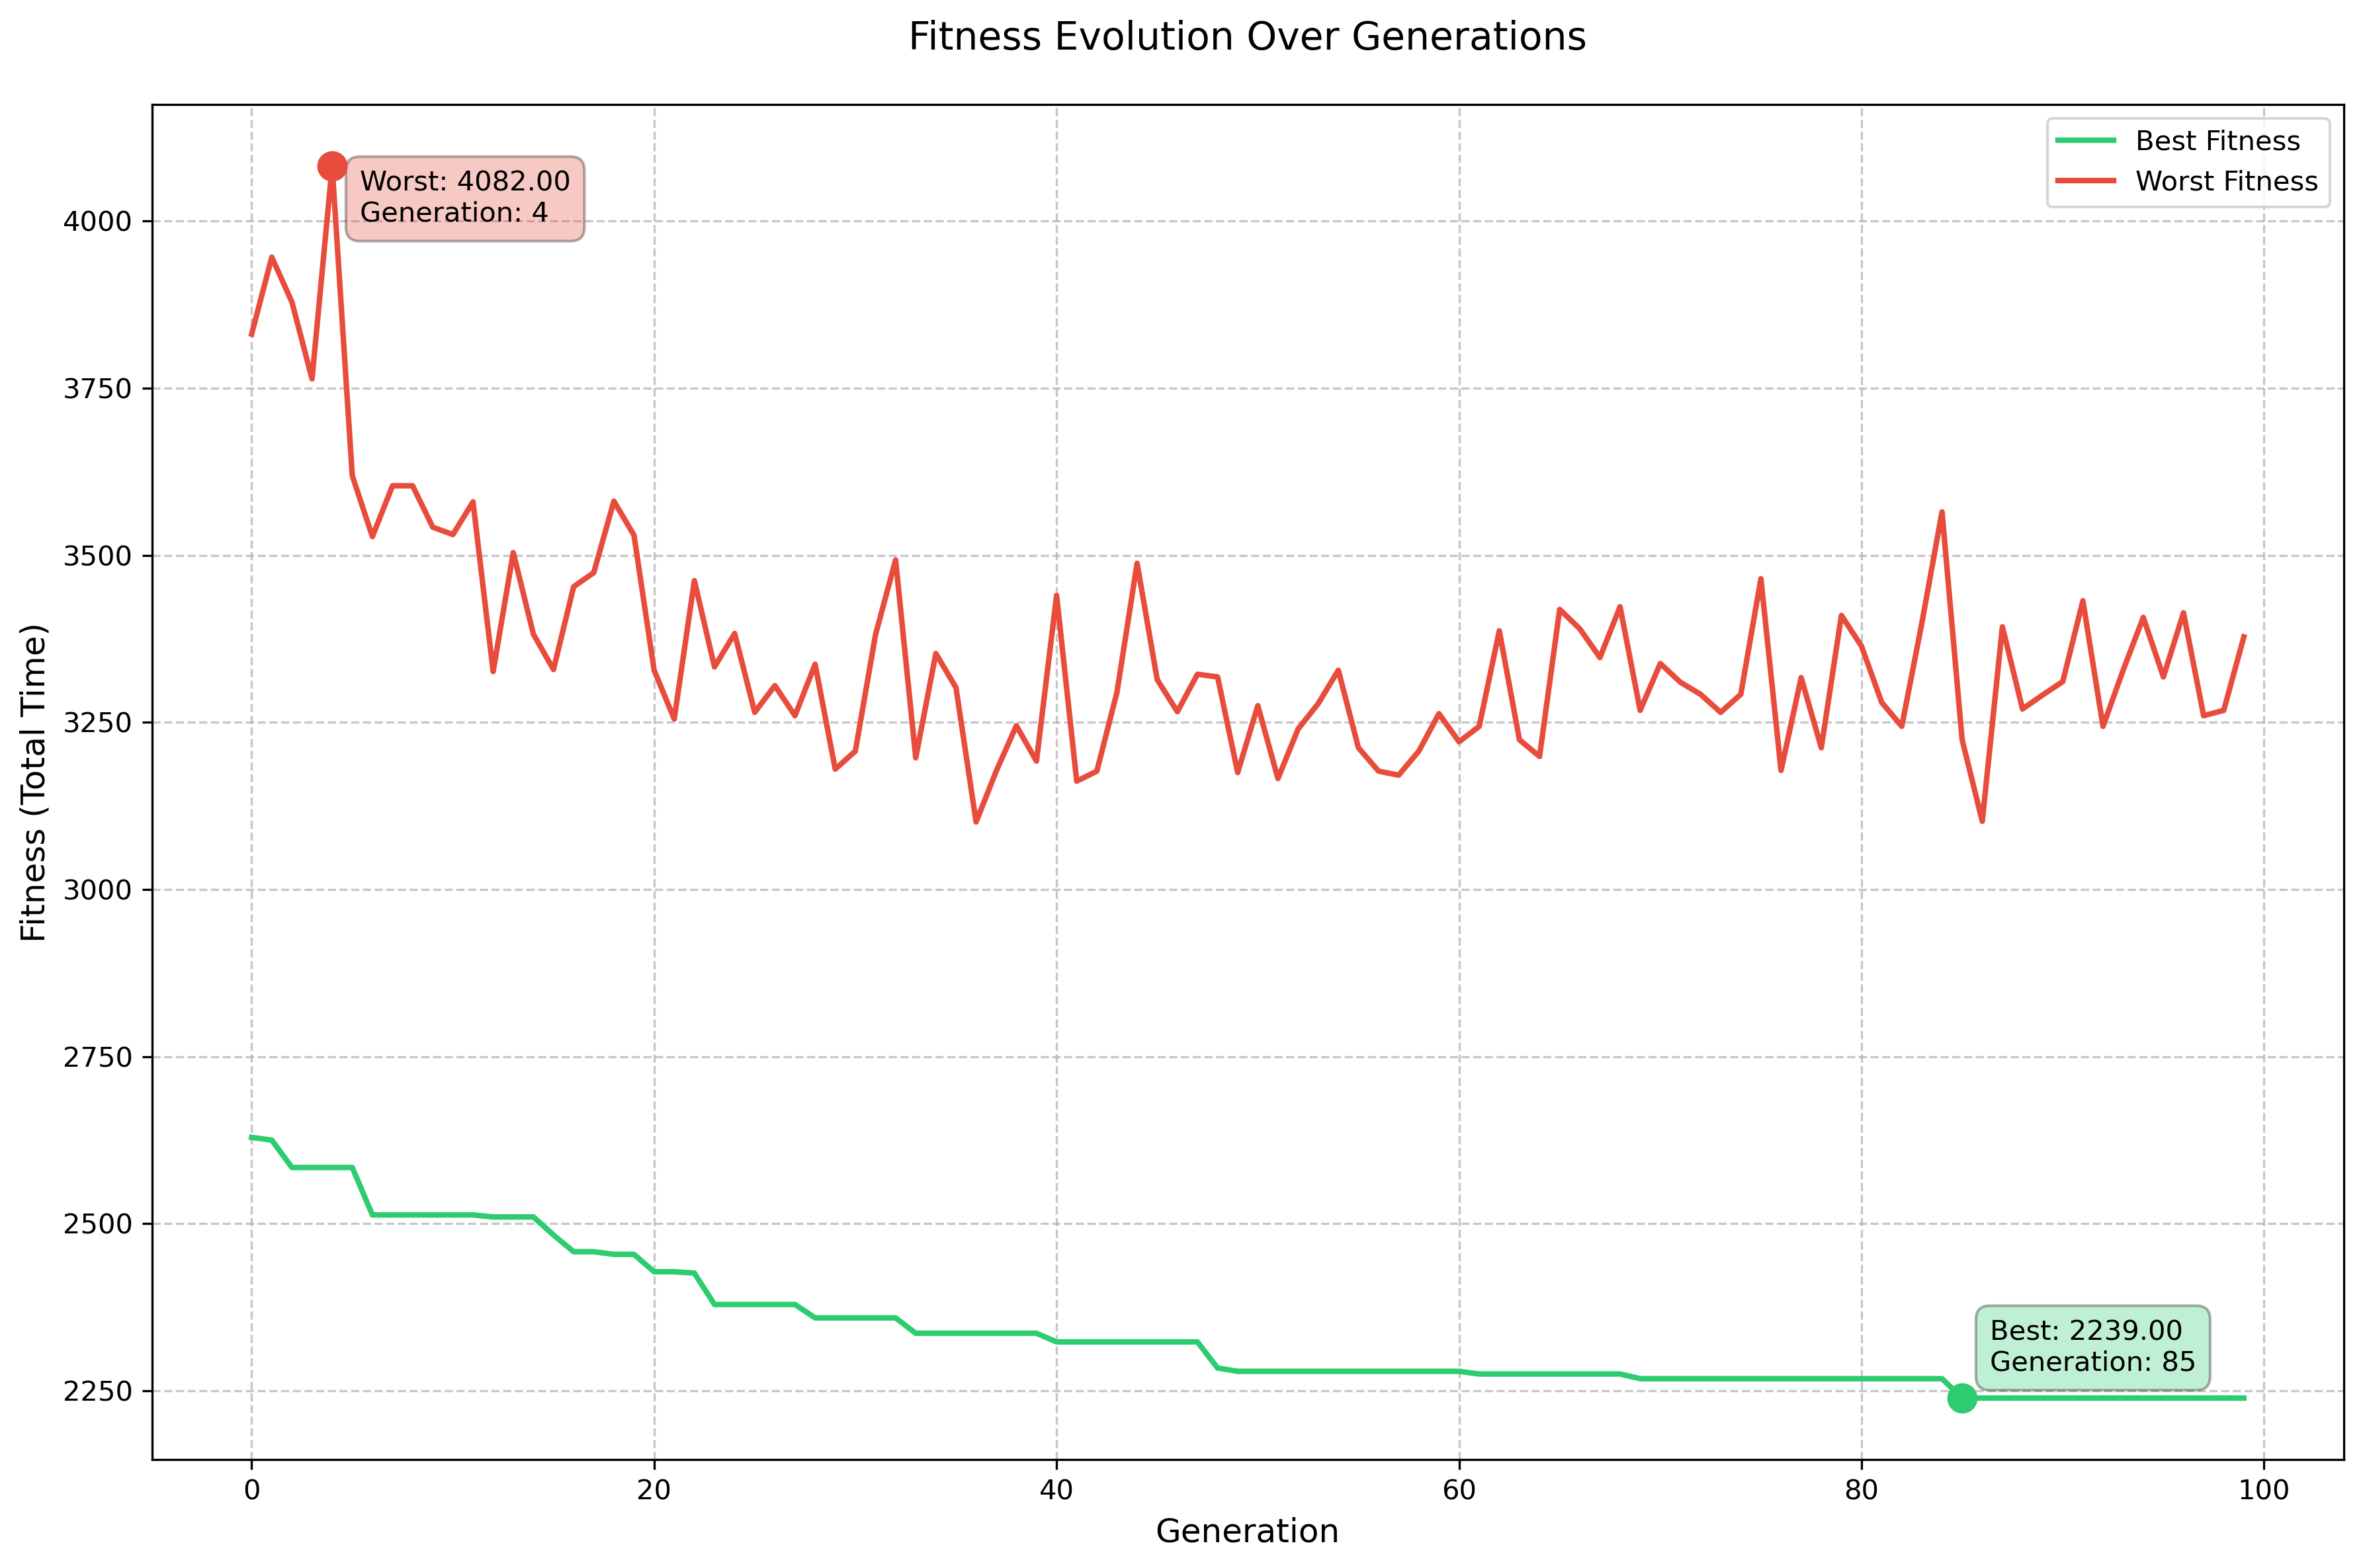 Fitness Evolution Over Generations
Best Fitness
Worst Fitness
Worst: 4082.00
Generation: 4
4000
3750
3500
3250
3000
2750
2500
2250
Fitness (Total Time)
Best: 2239.00
Generation: 85
0
20
40
60
80
100
Generation